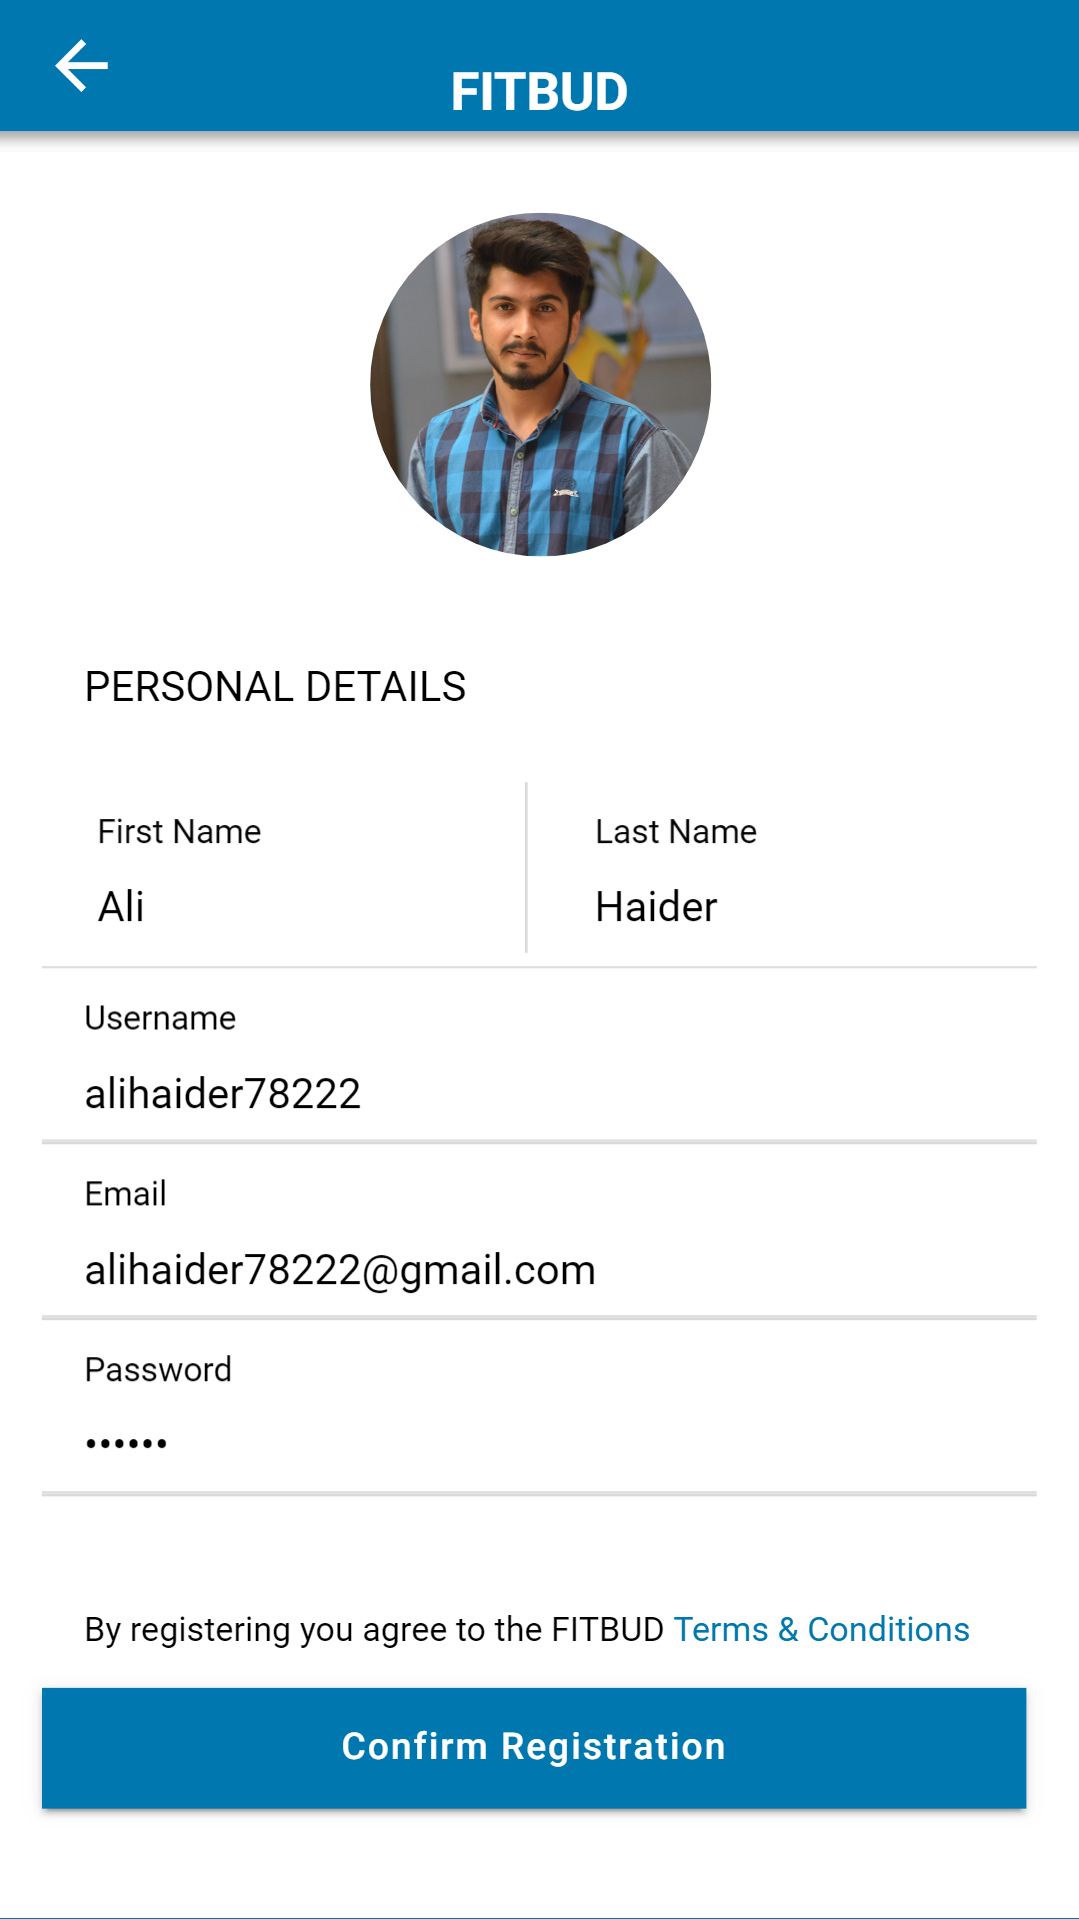 FITBUD
PERSONAL DETAILS
First Name
Last Name
Ali
Haider
Username
alihaider78222
Email
alihaider78222@gmail.com
Password
••••••
By registering you agree to the FITBUD Terms & Conditions
Confirm Registration